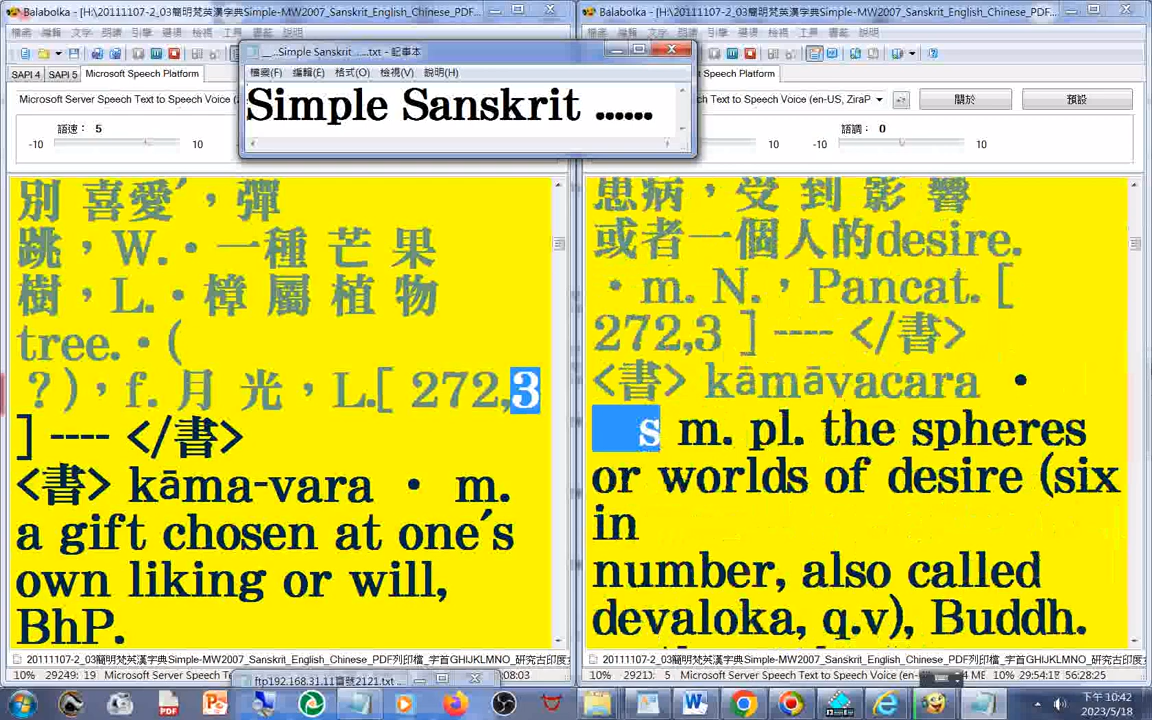 Balabolka - [H:\20111107-2_03簡明梵英漢字典Simple-MW2007_Sanskrit_English_Chinese_PDF...
Balabolka - [H:\20111107-2_03簡明梵英漢字典Simple-MW2007_Sanskrit_English_Chinese_PDF...
__...Simple Sanskrit ......txt - 記事本
檔案(F) 編輯(E) 格式(O) 檢視(V) 說明(H)
Simple Sanskrit ......
SAPI 4 SAPI 5 Microsoft Speech Platform
Speech Platform
Microsoft Server Speech Text to Speech Voice (
ch Text to Speech Voice (en-US, ZiraP
關於
預設
語速： 5
語調： 0
-10
10
10
-10
10
別 喜愛′，彈
跳，W.•一種 芒 果
樹，L.•樟 屬 植 物
tree.•(
?)，f. 月 光，L.[ 272,3
] ---- </書>
<書> kāma-vara • m.
a gift chosen at one′s
own liking or will,
BhP.
患病，受 到 影 響
或者一個人的desire.
•m. N.，Pancat. [
272,3 ] ---- </書>
<書> kāmāvacara •
s m. pl. the spheres
or worlds of desire (six
in
number, also called
devaloka, q.v), Buddh.
20111107-2_03簡明梵英漢字典Simple-MW2007_Sanskrit_English_Chinese_PDF列印檔_字首GHIJKLMNO_研究古印度
20111107-2_03簡明梵英漢字典Simple-MW2007_Sanskrit_English_Chinese_PDF列印檔_字首GHIJKLMNO_研究古印度
10% 29249: 19 Microsoft Ser
:08:03
ftp192.168.31.11賣號2121.txt ...
10% 29213: 5 Microsoft Server Speech Text to Speech
10% 29:54:18 56:28:25
下午 10:42
2023/5/18